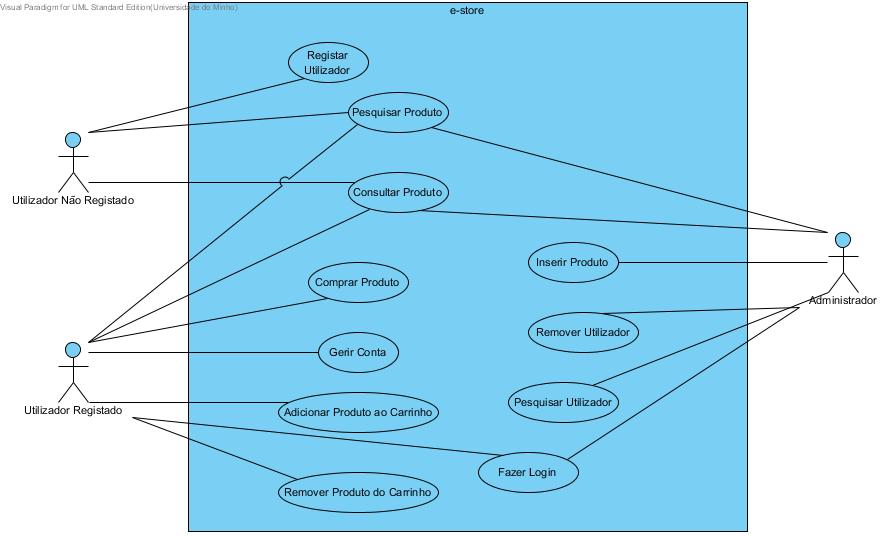 Visual Paradigm for UML Standard Edition(Universidade do Minho)
e-store
Registar
Utilizador
Pesquisar Produto
Utilizador Não Registado
Consultar Produto
Inserir Produto
Comprar Produto
Administrador
Remover Utilizador
Gerir Conta
Utilizador Registado
Adicionar Produto ao Carrinho
Pesquisar Utilizador
Fazer Login
Remover Produto do Carrinho